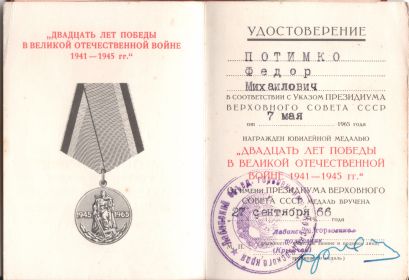 „ДВАДЦАТЬ ЛЕТ ПОБЕДЫ
В ВЕЛИКОЙ ОТЕЧЕСТВЕННОЙ ВОЙНЕ
1941—1945 гг.“
1945 1965
УДОСТОВЕРЕНИЕ
ПОТИМКО
Федор
Михайлович
В СООТВЕТСТВИИ С УКАЗОМ ПРЕЗИДИУМА
ВЕРХОВНОГО СОВЕТА СССР
от 7 мая 1965 года
НАГРАЖДЕН ЮБИЛЕЙНОЙ МЕДАЛЬЮ
„ДВАДЦАТЬ ЛЕТ ПОБЕДЫ
В ВЕЛИКОЙ ОТЕЧЕСТВЕННОЙ
ВОЙНЕ 1941—1945 гг.“
ИМЕНИ ПРЕЗИДИУМА ВЕРХОВНОГО
СОВЕТА СССР МЕДАЛЬ ВРУЧЕНА
27 сентября 66 года